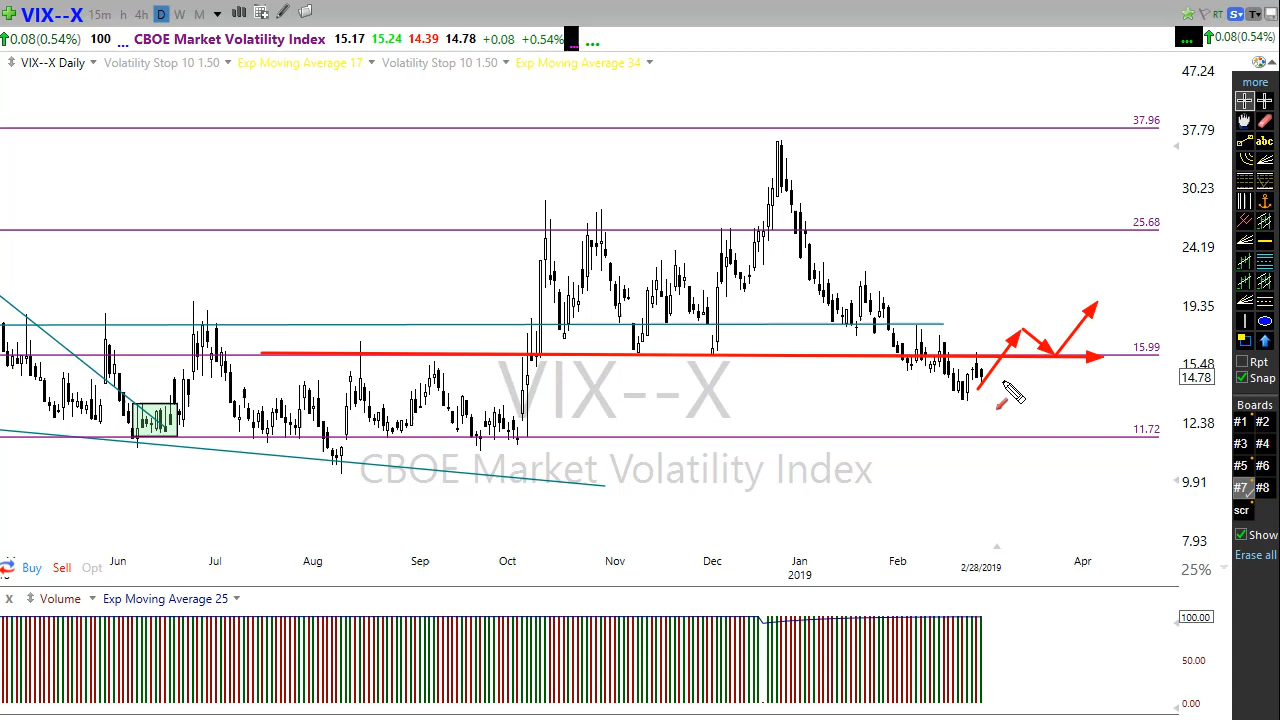 VIX--X 15m h 4h D W M RT S T
0.08(0.54%) 100 ... CBOE Market Volatility Index 15.17 15.24 14.39 14.78 +0.08 +0.54% ... ... ... 0.08(0.54%)
VIX--X Daily Volatility Stop 10 1.50 Exp Moving Average 17 Volatility Stop 10 1.50 Exp Moving Average 34
47.24
more
37.96
37.79
abc
30.23
25.68
24.19
19.35
15.99
15.48
14.78
Rpt
Snap
VIX--X
Boards
12.38
#1 #2
11.72
#3 #4
CBOE Market Volatility Index
#5 #6
9.91
#7 #8
scr
Show
7.93
Erase all
Jun Jul Aug Sep Oct Nov Dec Jan Feb 2/28/2019 Apr
2019
Buy Sell Opt
25%
X Volume Exp Moving Average 25
100.00
50.00
0.00